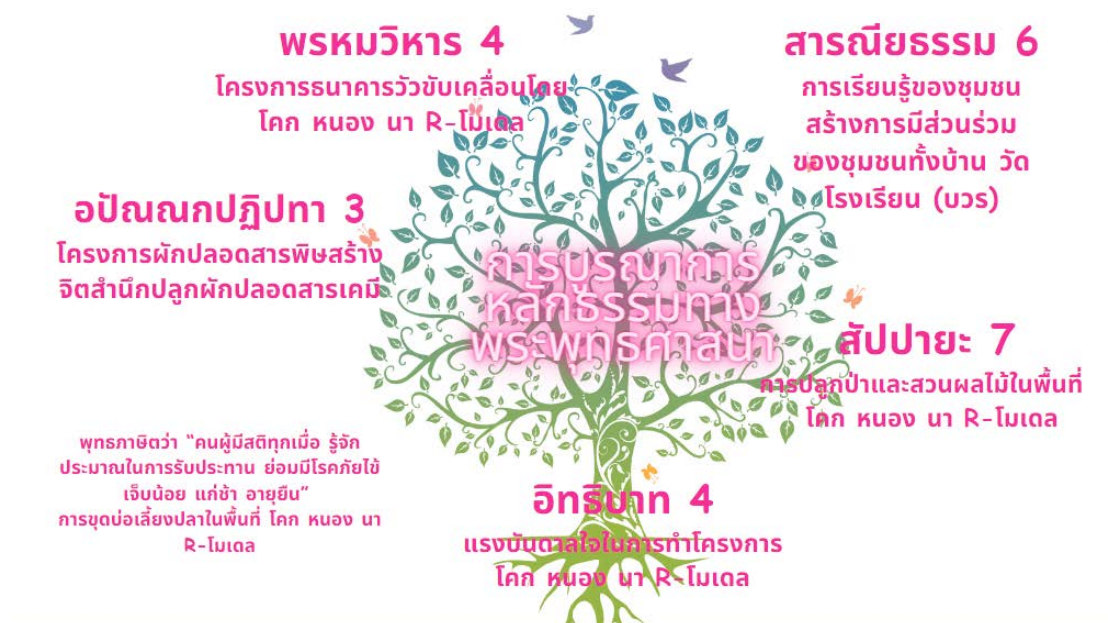 พรหมวิหาร 4
โครงการธนาคารวัวขับเคลื่อนโดย
โคก หนอง นา R-โมเดล
สารณียธรรม 6
การเรียนรู้ของชุมชน
สร้างการมีส่วนร่วม
ของชุมชนทั้งบ้าน วัด
โรงเรียน (บวร)
อปัณณกปฏิปทา 3
โครงการผักปลอดสารพิษสร้าง
จิตสำนึกปลูกผักปลอดสารเคมี
การบูรณาการ
หลักธรรมทาง
พระพุทธศาสนา
สัปปายะ 7
การปลูกป่าและสวนผลไม้ในพื้นที่
โคก หนอง นา R-โมเดล
พุทธภาษิตว่า “คนผู้มีสติทุกเมื่อ รู้จัก
ประมาณในการรับประทาน ย่อมมีโรคภัยไข้
เจ็บน้อย แก่ช้า อายุยืน”
การขุดบ่อเลี้ยงปลาในพื้นที่ โคก หนอง นา
R-โมเดล
อิทธิบาท 4
แรงบันดาลใจในการทำโครงการ
โคก หนอง นา R-โมเดล